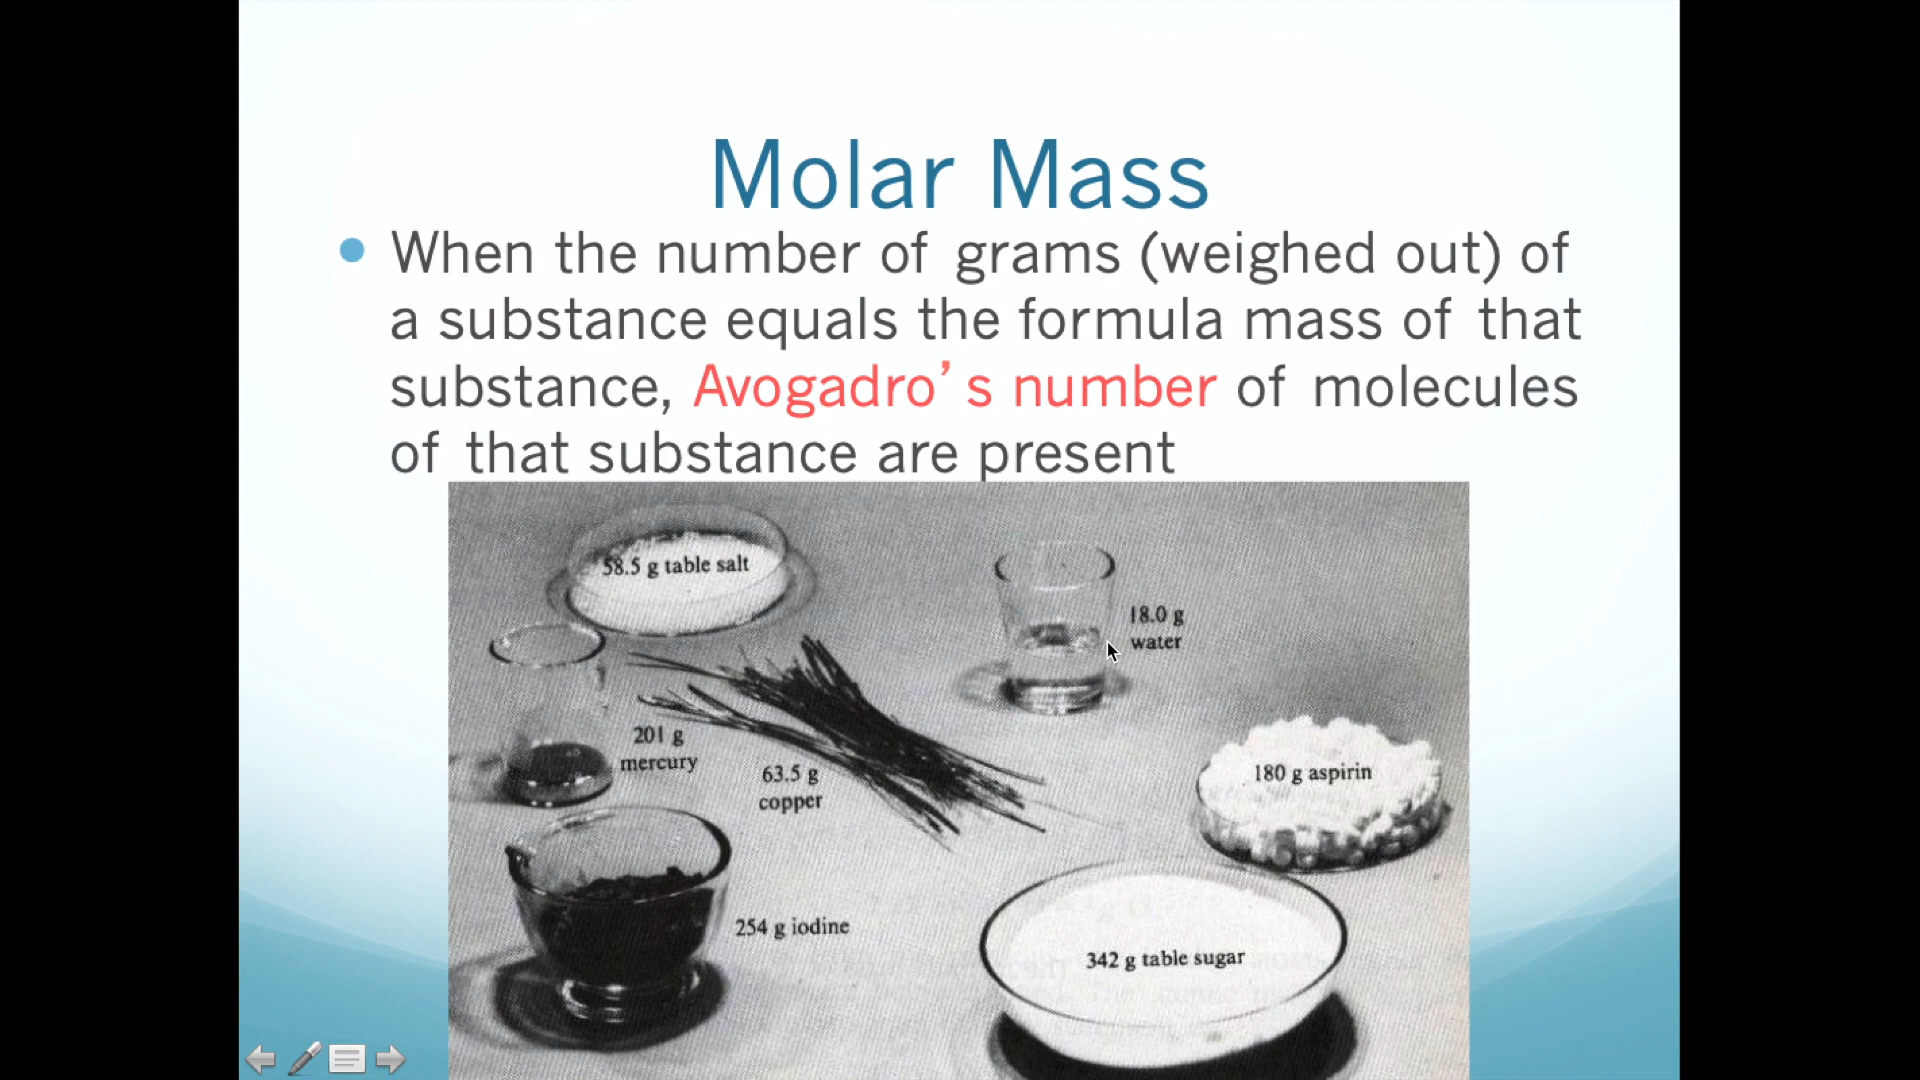 Molar Mass
When the number of grams (weighed out) of
a substance equals the formula mass of that
substance, Avogadro’s number of molecules
of that substance are present
58.5 g table salt
18.0 g
water
201 g
mercury
63.5 g
copper
180 g aspirin
254 g iodine
342 g table sugar